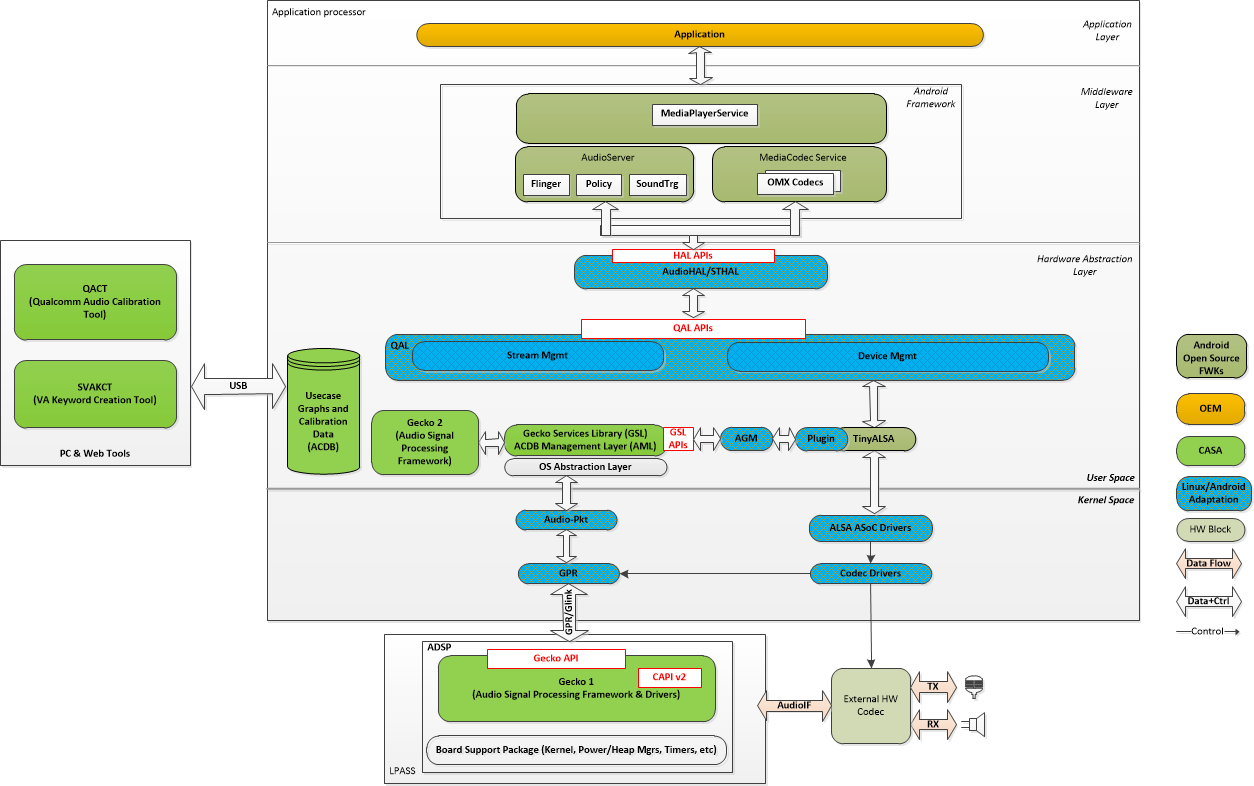 Application processor
Application
Application
Layer
Android
Framework
Middleware
Layer
MediaPlayerService
AudioServer
Flinger
Policy
SoundTrg
MediaCodec Service
OMX Codecs
HAL APIs
AudioHAL/STHAL
Hardware Abstraction
Layer
QACT
(Qualcomm Audio Calibration
Tool)
SVAKCT
(VA Keyword Creation Tool)
PC & Web Tools
USB
QAL APIs
QAL
Stream Mgmt
Device Mgmt
Usecase
Graphs and
Calibration
Data
(ACDB)
Gecko 2
(Audio Signal
Processing
Framework)
Gecko Services Library (GSL)
ACDB Management Layer (AML)
GSL
APIs
AGM
Plugin
TinyALSA
OS Abstraction Layer
User Space
Kernel Space
Audio-Pkt
ALSA ASoC Drivers
GPR
Codec Drivers
GPR/Glink
ADSP
Gecko API
CAPI v2
Gecko 1
(Audio Signal Processing Framework & Drivers)
Board Support Package (Kernel, Power/Heap Mgrs, Timers, etc)
LPASS
AudioIF
External HW
Codec
TX
RX
Android
Open Source
FWKs
OEM
CASA
Linux/Android
Adaptation
HW Block
Data Flow
Data+Ctrl
Control